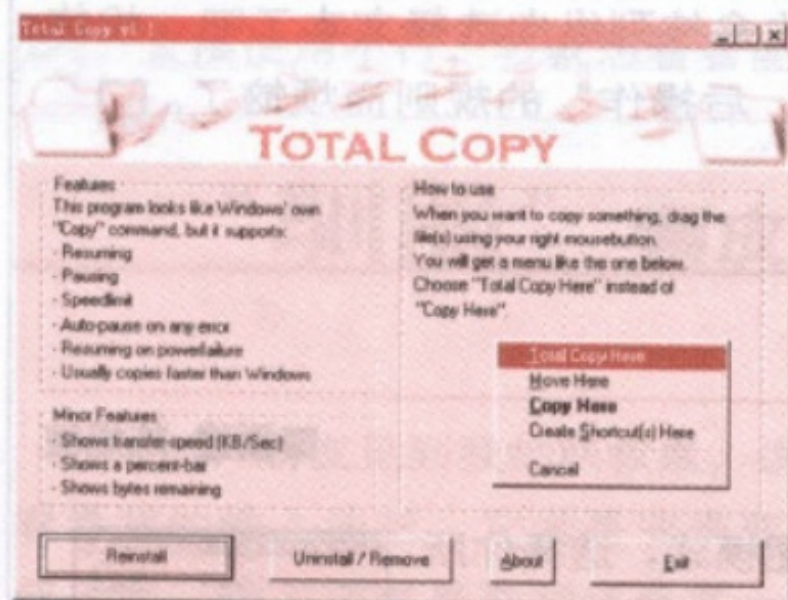 Total Copy v1.
TOTAL COPY
Features
This program looks like Windows' own
"Copy" command, but it supports:
- Resuming
- Pausing
- Speedlimit
- Auto-pause on any error
- Resuming on powerfailure
- Usually copies faster than Windows
Minor Features
- Shows transfer-speed (KB/Sec)
- Shows a percent-bar
- Shows bytes remaining
How to use
When you want to copy something, drag the
file(s) using your right mousebutton.
You will get a menu like the one below.
Choose "Total Copy Here" instead of
"Copy Here".
Total Copy Here
Move Here
Copy Here
Create Shortcut(s) Here
Cancel
Reinstall
Uninstall / Remove
About
Exit